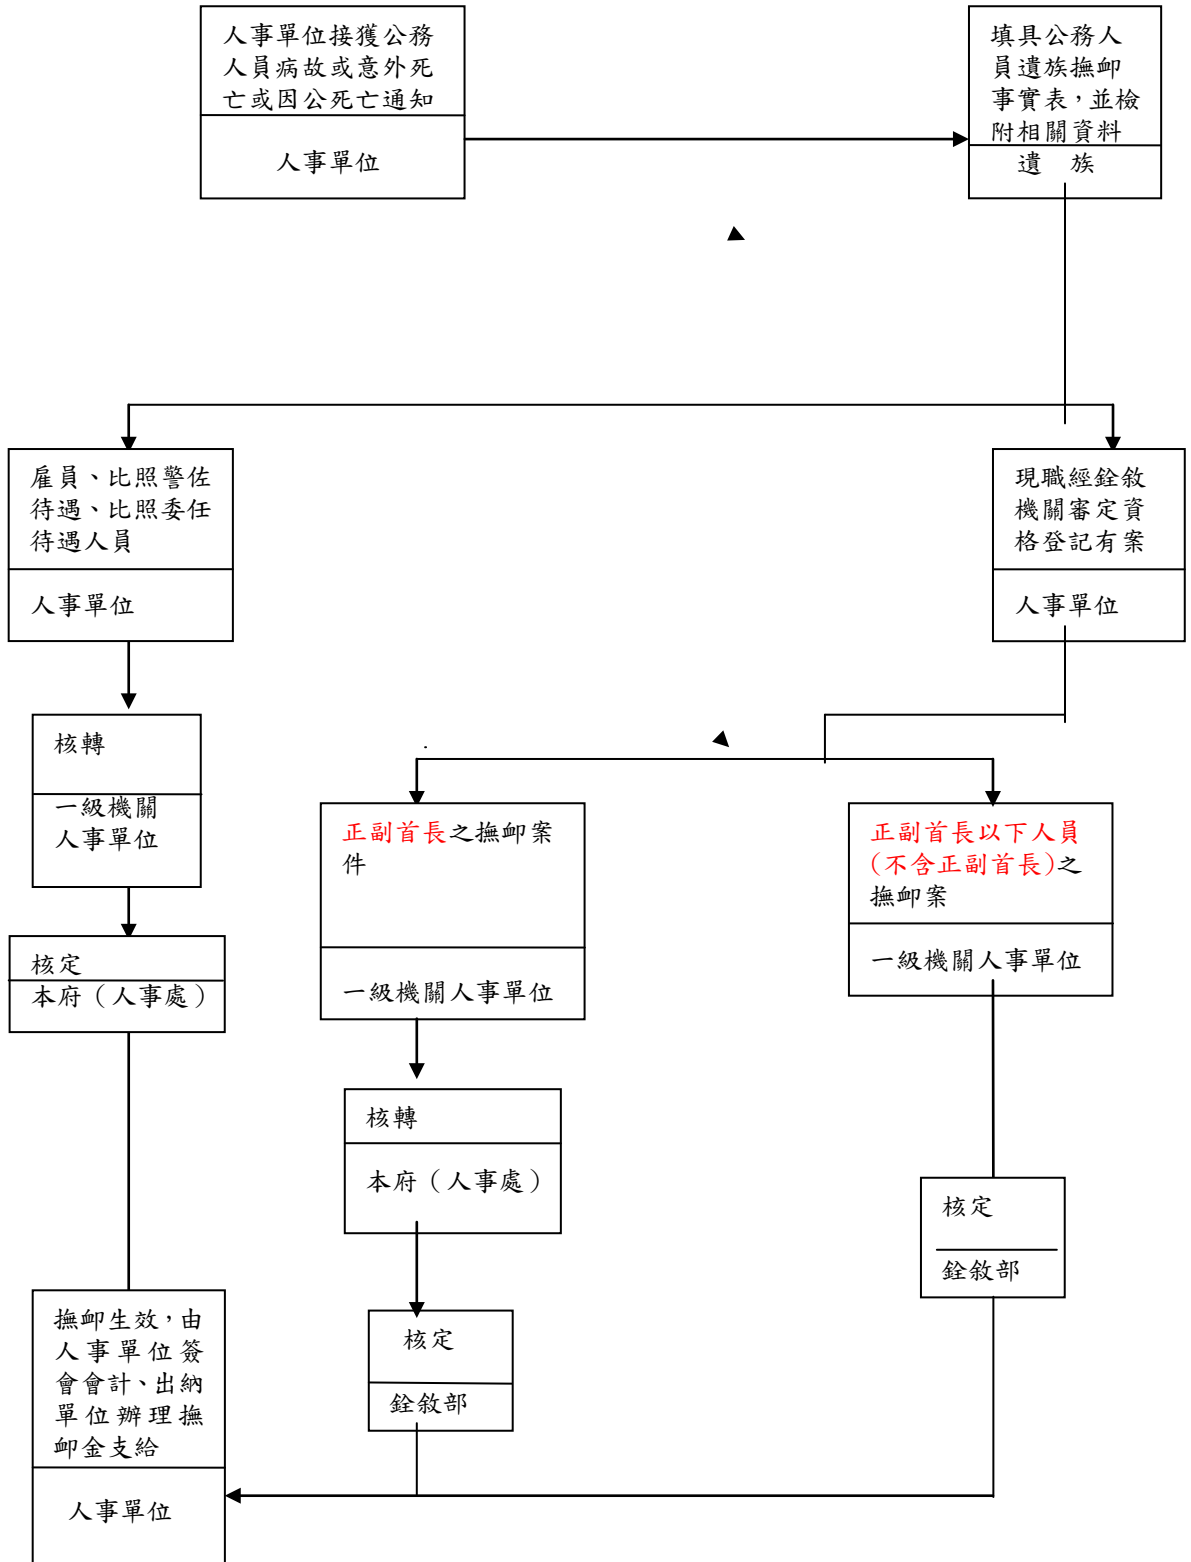 人事單位接獲公務
人員病故或意外死
亡或因公死亡通知
人事單位
填具公務人
員遺族撫卹
事實表，並檢
附相關資料
遺　族
雇員、比照警佐
待遇、比照委任
待遇人員
人事單位
現職經銓敘
機關審定資
格登記有案
人事單位
核轉
一級機關
人事單位
正副首長之撫卹案
件
一級機關人事單位
正副首長以下人員
(不含正副首長)之
撫卹案
一級機關人事單位
核定
本府（人事處）
核轉
本府（人事處）
核定
銓敘部
撫卹生效，由
人事單位簽
會會計、出納
單位辦理撫
卹金支給
人事單位
核定
銓敘部